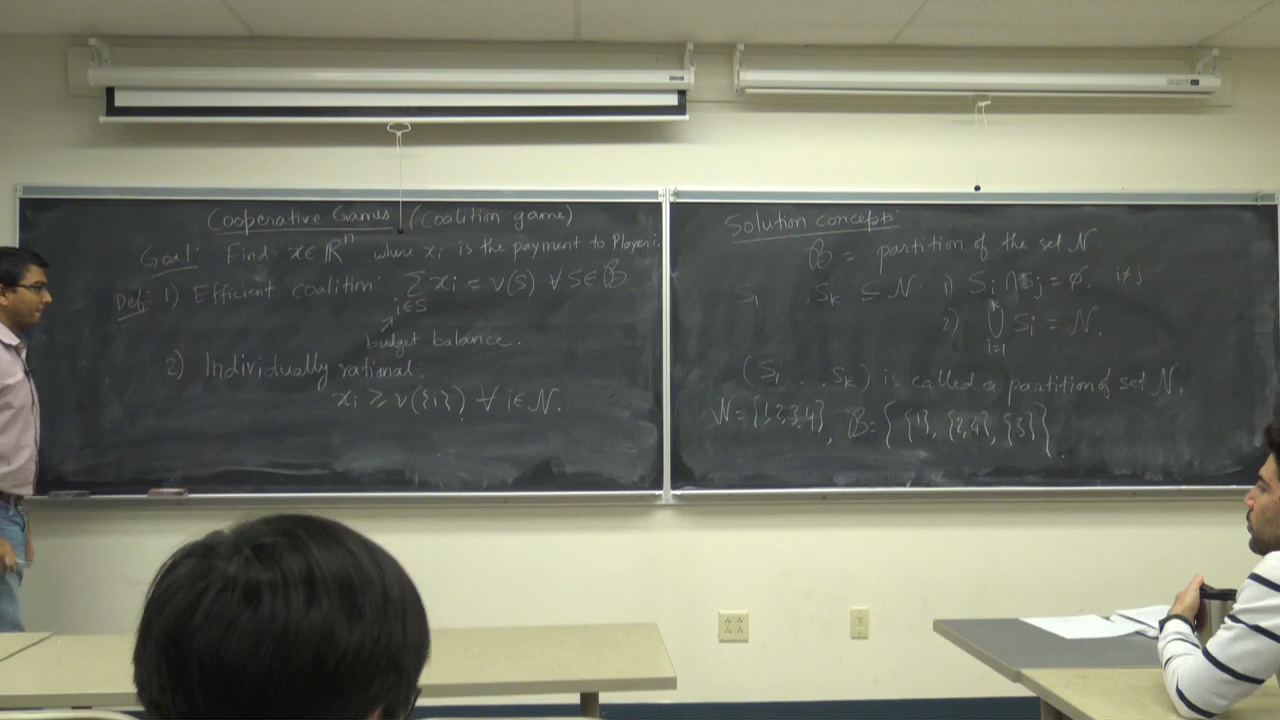 Cooperative Games (Coalition game)
Goal: Find x ∈ ℝⁿ where xᵢ is the payment to Player i.
Def: 1) Efficient coalition: ∑ xᵢ = v(S) ∀ S ∈ ℬ
i∈S
budget balance.
2) Individually rational:
xᵢ ≥ v({i}) ∀ i ∈ N.
Solution concepts:
ℬ = partition of the set N
S₁ ... Sₖ ⊆ N 1) Sᵢ ∩ Sⱼ = ∅. i≠j
2) ⋃ᵢ₌₁ᵏ Sᵢ = N.
(S₁ ... Sₖ) is called a partition of set N.
N = {1,2,3,4}, ℬ = { {1}, {2,4}, {3} }